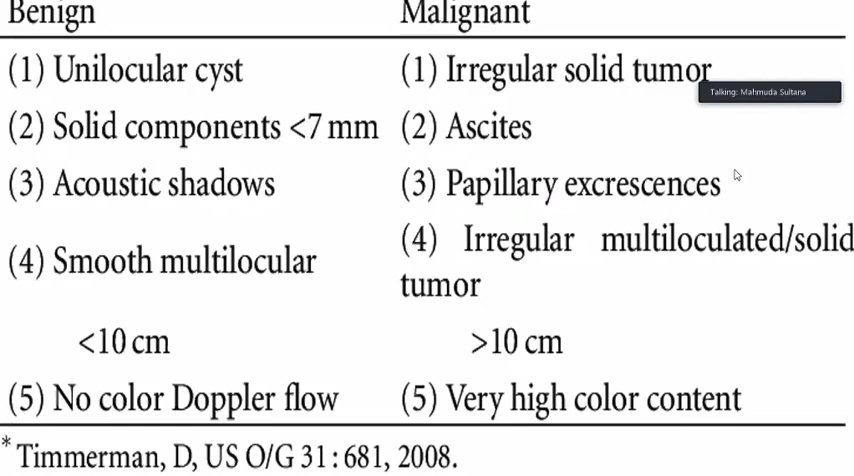 Benign Malignant
(1) Unilocular cyst (1) Irregular solid tumor
Talking: Mahmuda Sultana
(2) Solid components <7 mm (2) Ascites
(3) Acoustic shadows (3) Papillary excrescences
(4) Smooth multilocular (4) Irregular multiloculated/solid
tumor
<10 cm >10 cm
(5) No color Doppler flow (5) Very high color content
* Timmerman, D, US O/G 31 : 681, 2008.